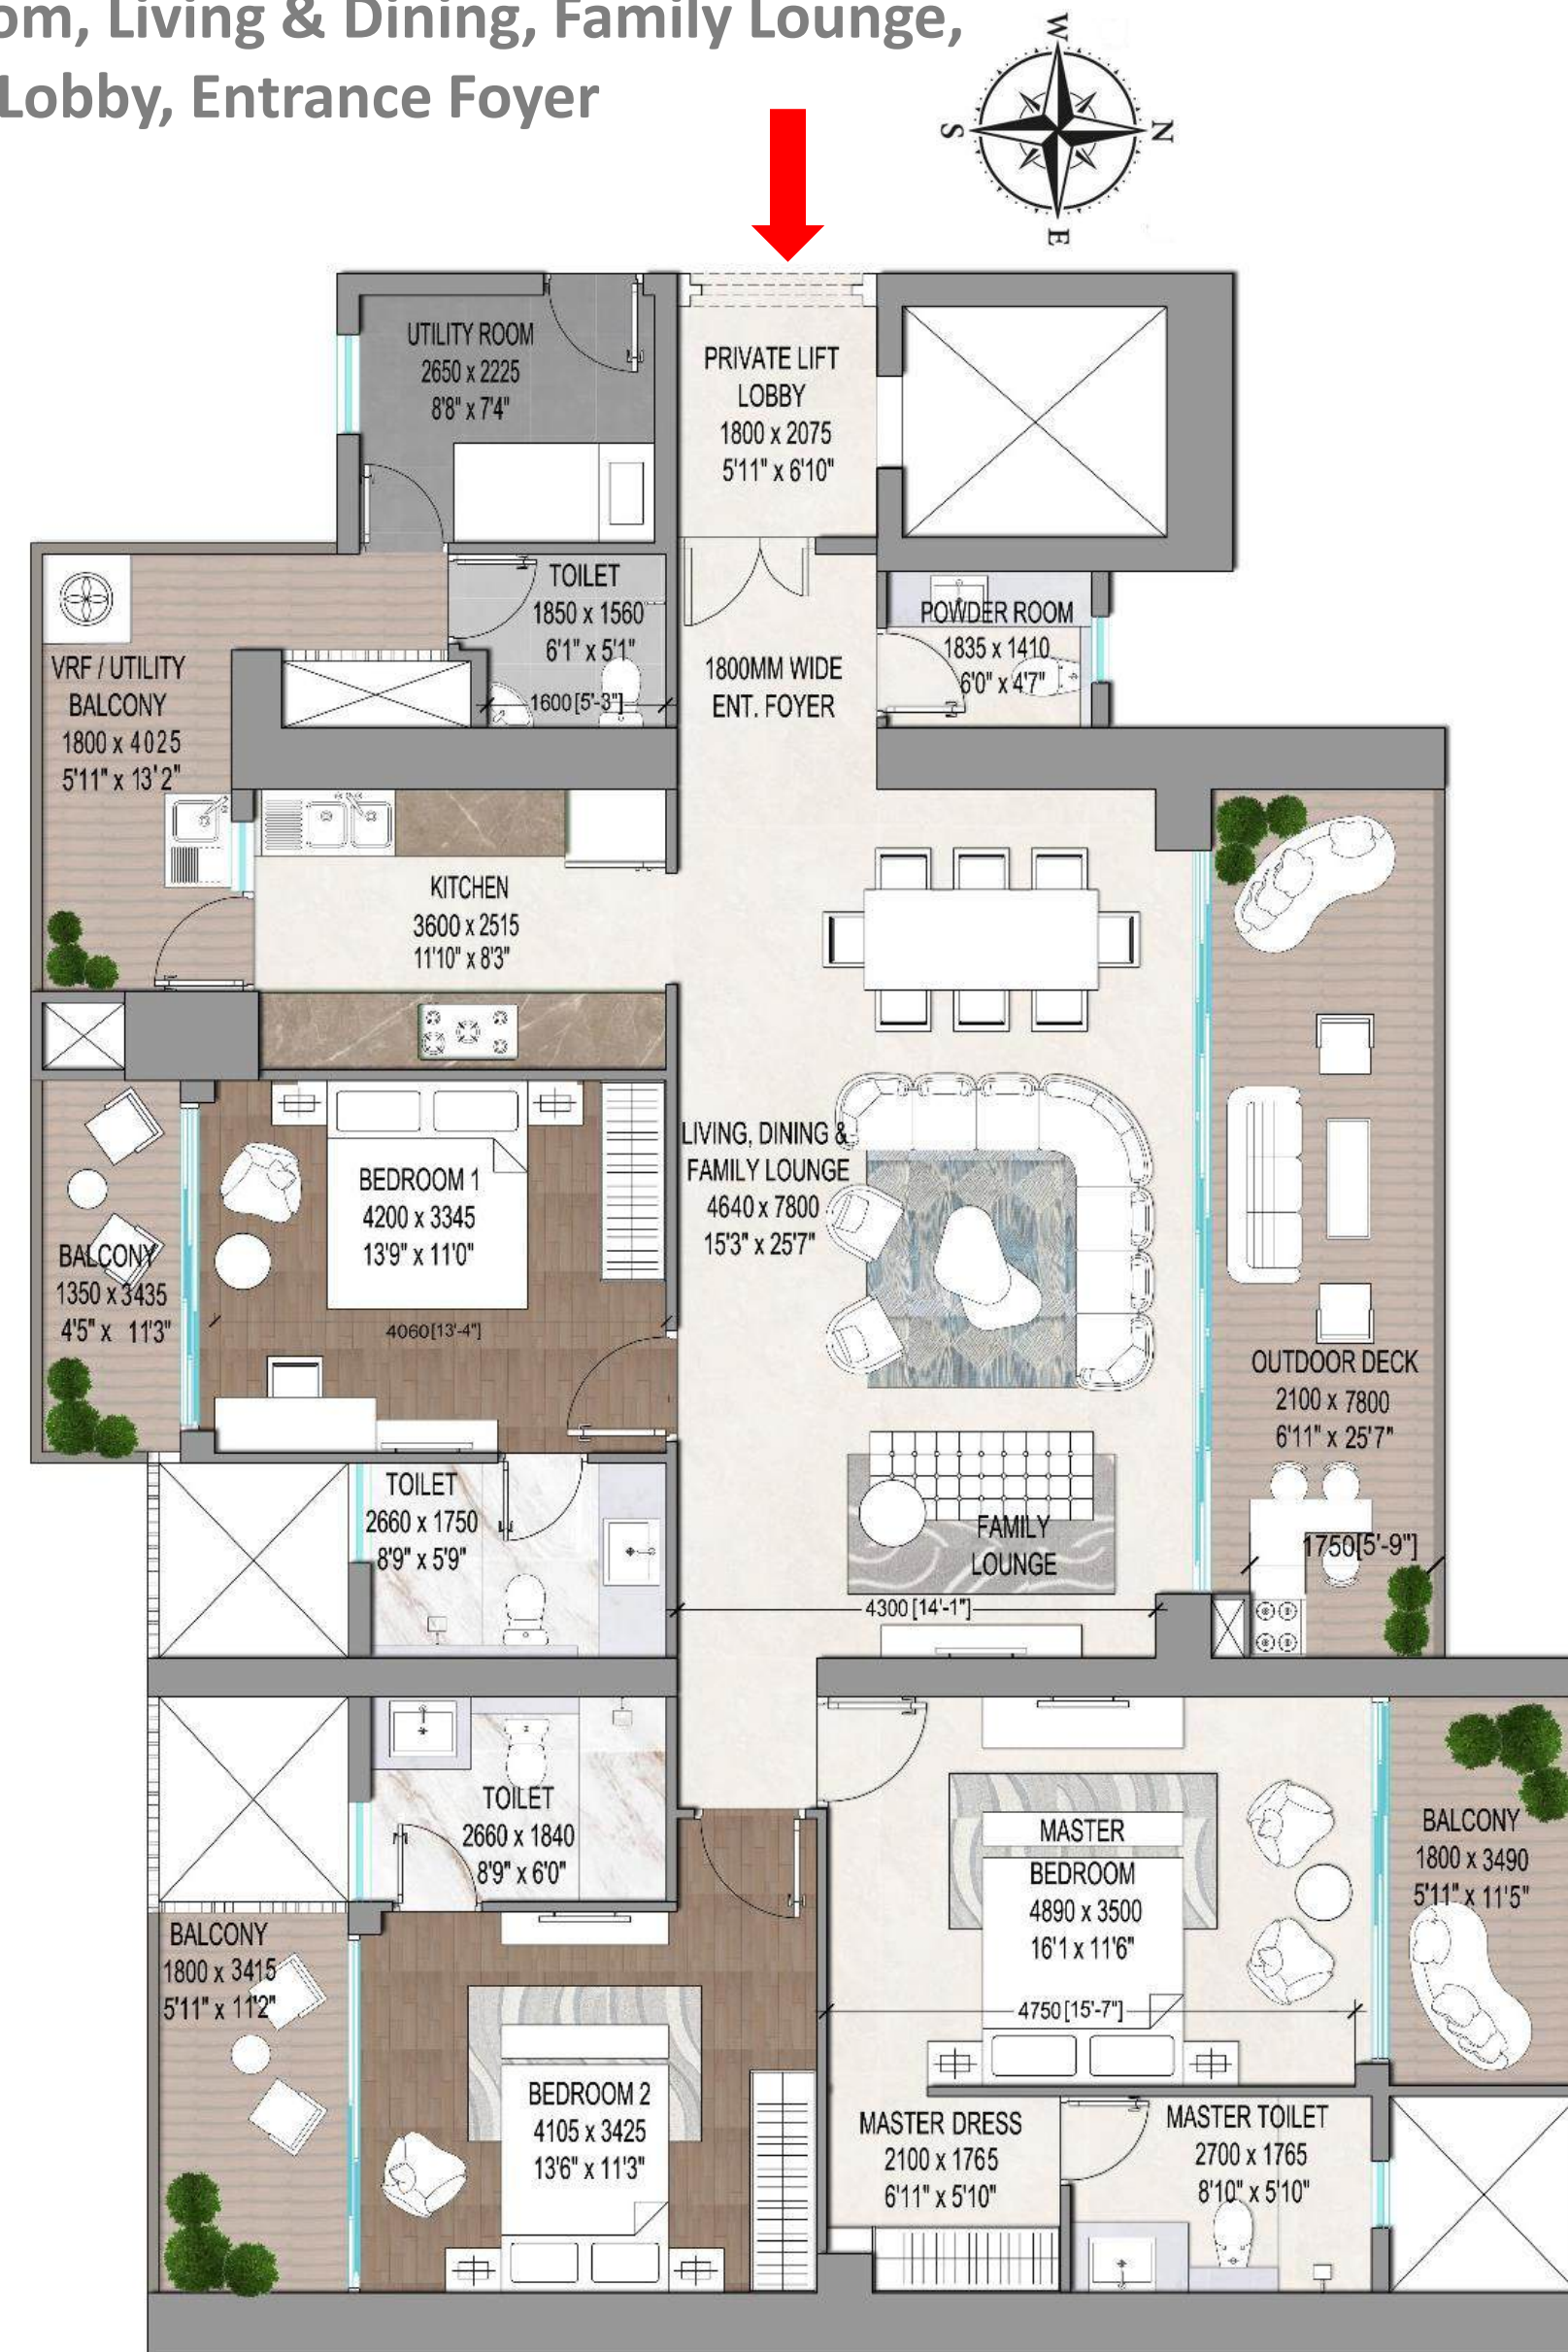 om, Living & Dining, Family Lounge,
Lobby, Entrance Foyer
W
S
N
E
UTILITY ROOM
2650 x 2225
8'8" x 7'4"
PRIVATE LIFT
LOBBY
1800 x 2075
5'11" x 6'10"
TOILET
1850 x 1560
6'1" x 5'1"
1600[5'-3"]
1800MM WIDE
ENT. FOYER
POWDER ROOM
1835 x 1410
6'0" x 4'7"
VRF / UTILITY
BALCONY
1800 x 4025
5'11" x 13'2"
KITCHEN
3600 x 2515
11'10" x 8'3"
BEDROOM 1
4200 x 3345
13'9" x 11'0"
4060[13'-4"]
BALCONY
1350 x 3435
4'5" x 11'3"
LIVING, DINING &
FAMILY LOUNGE
4640 x 7800
15'3" x 25'7"
OUTDOOR DECK
2100 x 7800
6'11" x 25'7"
1750[5'-9"]
TOILET
2660 x 1750
8'9" x 5'9"
FAMILY
LOUNGE
4300 [14'-1"]
TOILET
2660 x 1840
8'9" x 6'0"
MASTER
BEDROOM
4890 x 3500
16'1 x 11'6"
4750 [15'-7"]
BALCONY
1800 x 3490
5'11" x 11'5"
BALCONY
1800 x 3415
5'11" x 11'2"
BEDROOM 2
4105 x 3425
13'6" x 11'3"
MASTER DRESS
2100 x 1765
6'11" x 5'10"
MASTER TOILET
2700 x 1765
8'10" x 5'10"